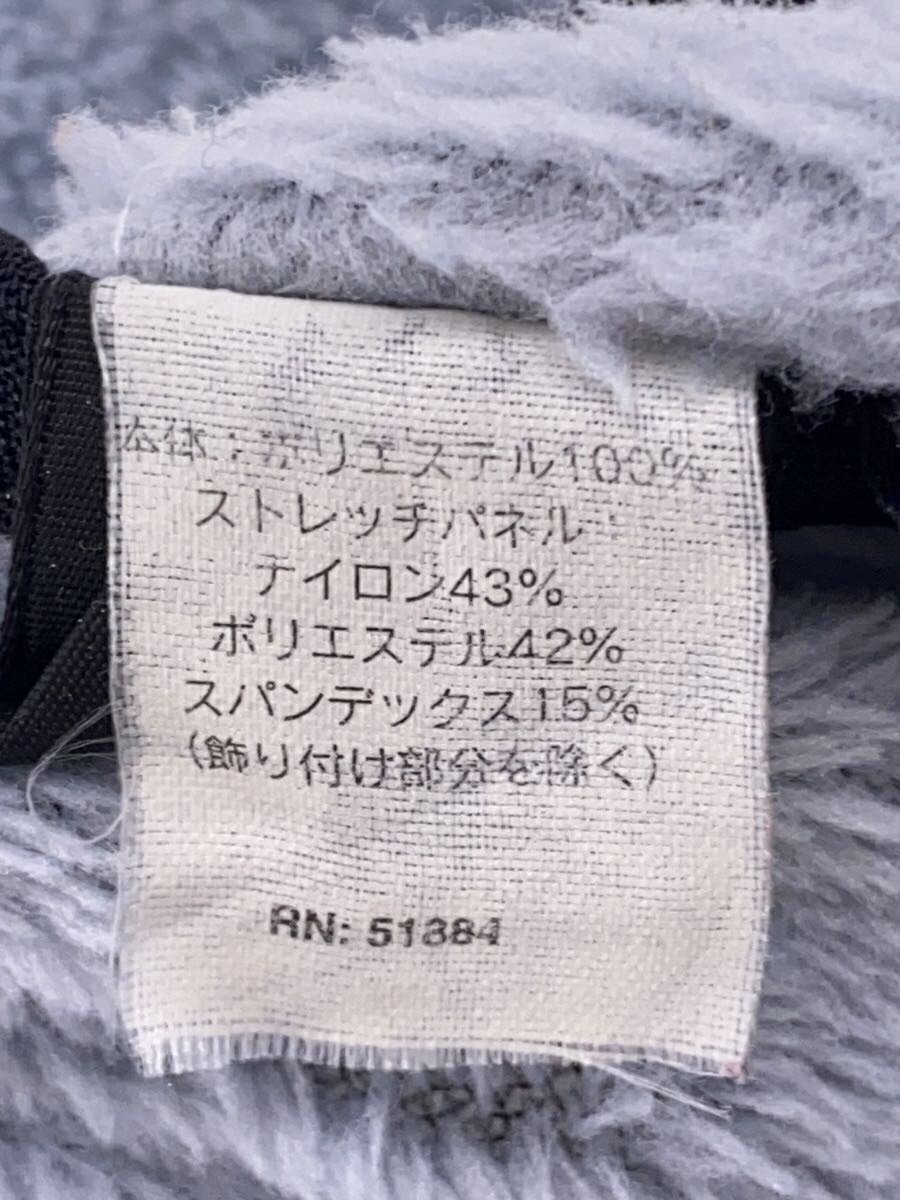 本体：ポリエステル100%
ストレッチパネル：
ナイロン43%
ポリエステル42%
スパンデックス15%
(飾り付け部分を除く)
RN: 51884